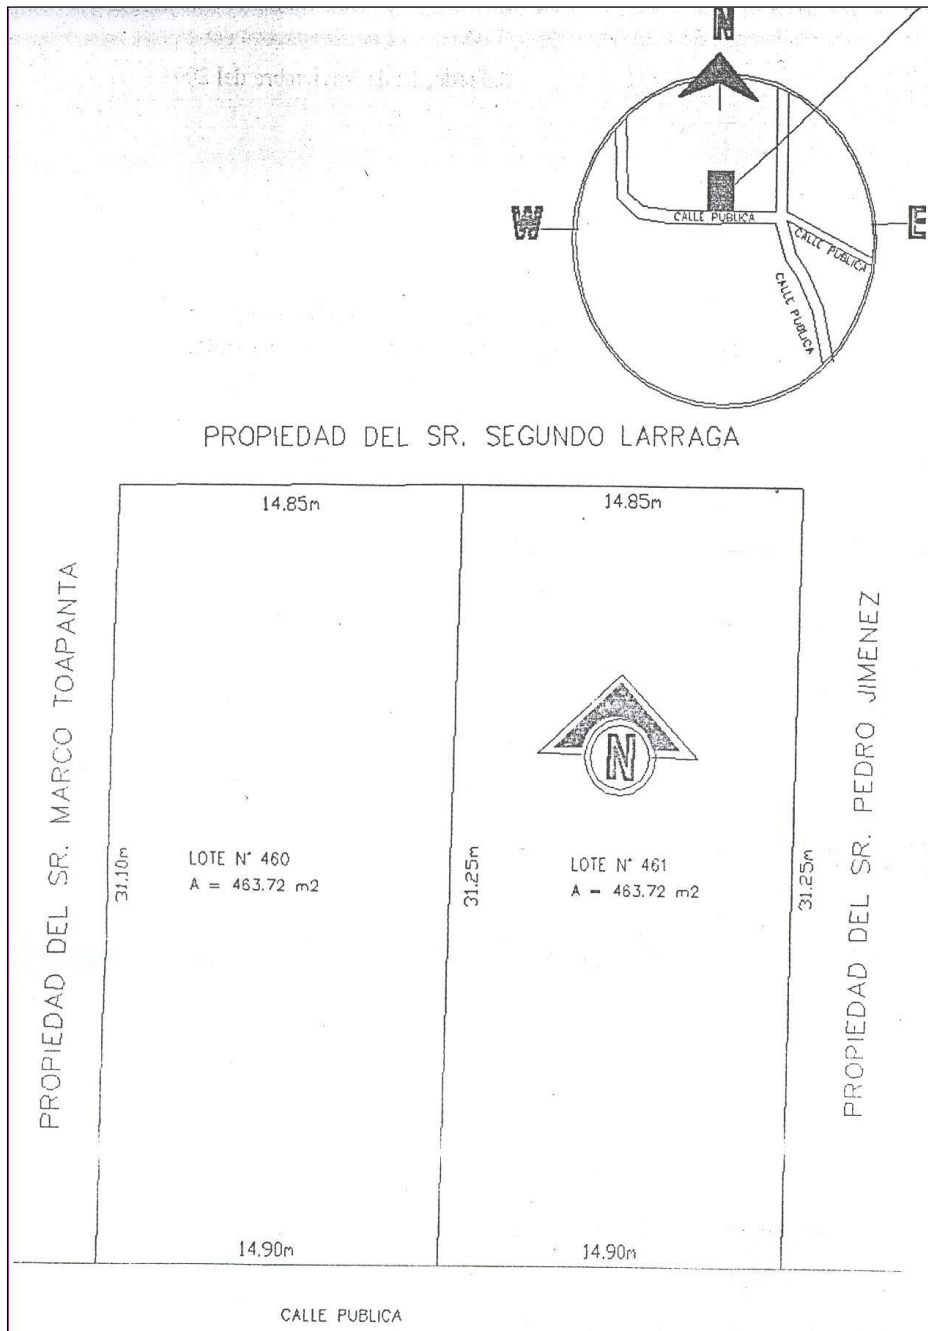 N
W
E
CALLE PUBLICA
CALLE PUBLICA
CALLE PUBLICA
PROPIEDAD DEL SR. SEGUNDO LARRAGA
14.85m
14.85m
PROPIEDAD DEL SR. MARCO TOAPANTA
PROPIEDAD DEL SR. PEDRO JIMENEZ
N
31.10m
LOTE N° 460
A = 463.72 m2
31.25m
LOTE N° 461
A = 463.72 m2
31.25m
14.90m
14.90m
CALLE PUBLICA